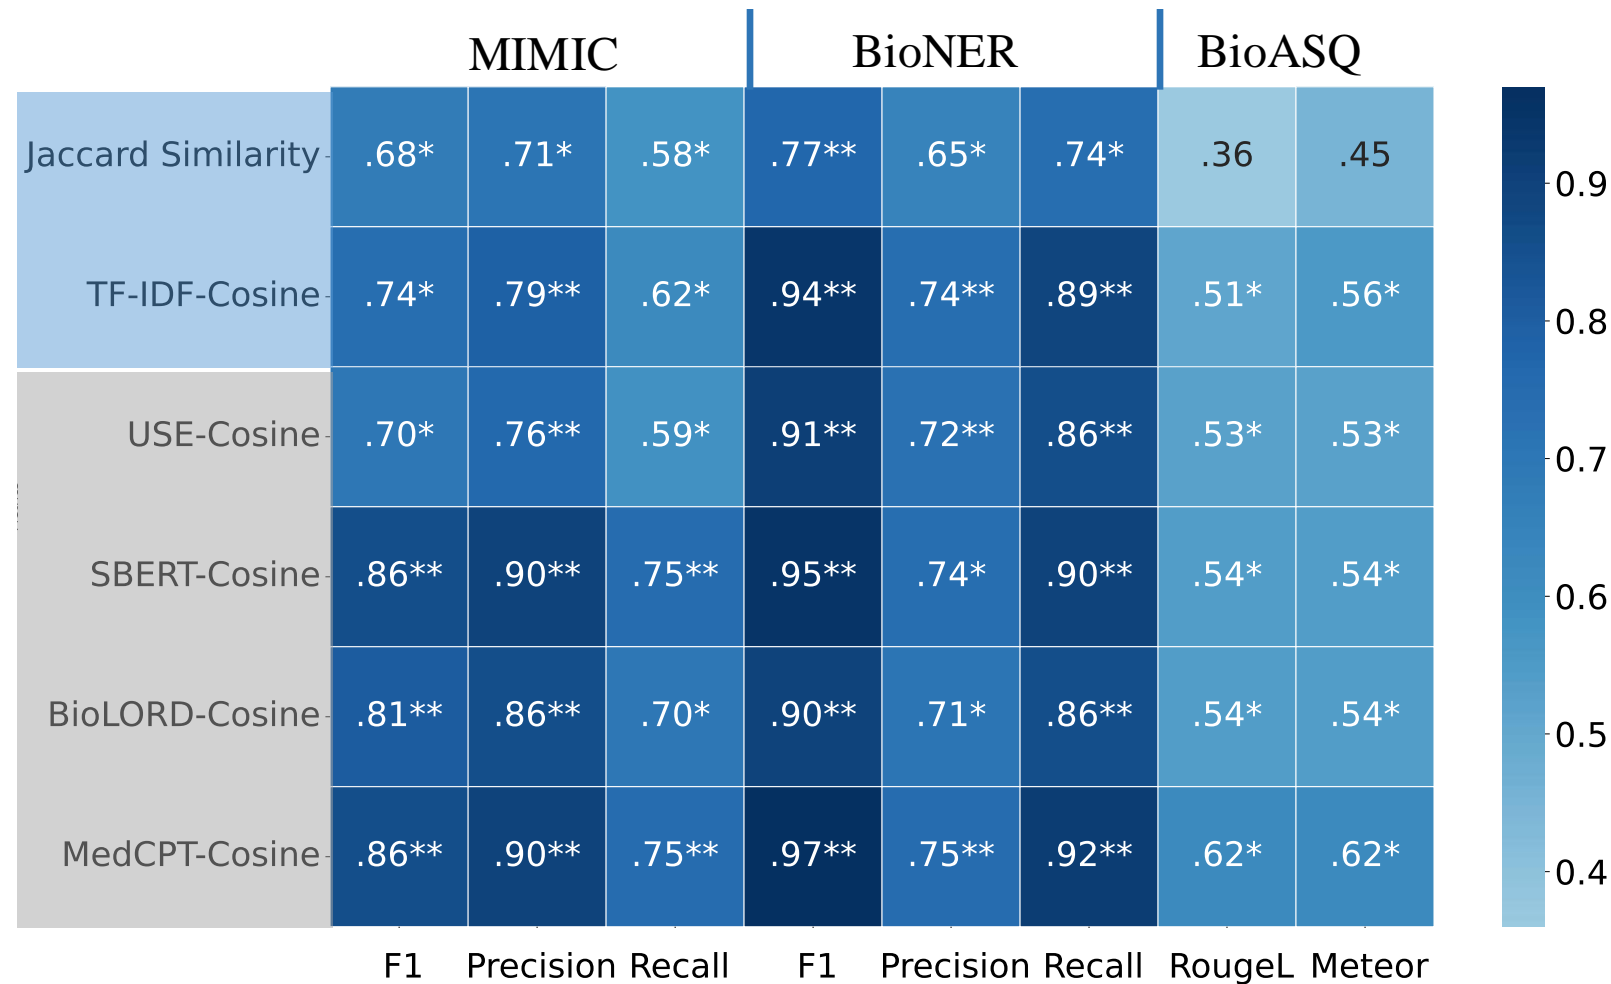 MIMIC BioNER BioASQ
Jaccard Similarity .68* .71* .58* .77** .65* .74* .36 .45
TF-IDF-Cosine .74* .79** .62* .94** .74** .89** .51* .56*
USE-Cosine .70* .76** .59* .91** .72** .86** .53* .53*
SBERT-Cosine .86** .90** .75** .95** .74* .90** .54* .54*
BioLORD-Cosine .81** .86** .70* .90** .71* .86** .54* .54*
MedCPT-Cosine .86** .90** .75** .97** .75** .92** .62* .62*
F1 Precision Recall F1 Precision Recall RougeL Meteor
0.9
0.8
0.7
0.6
0.5
0.4